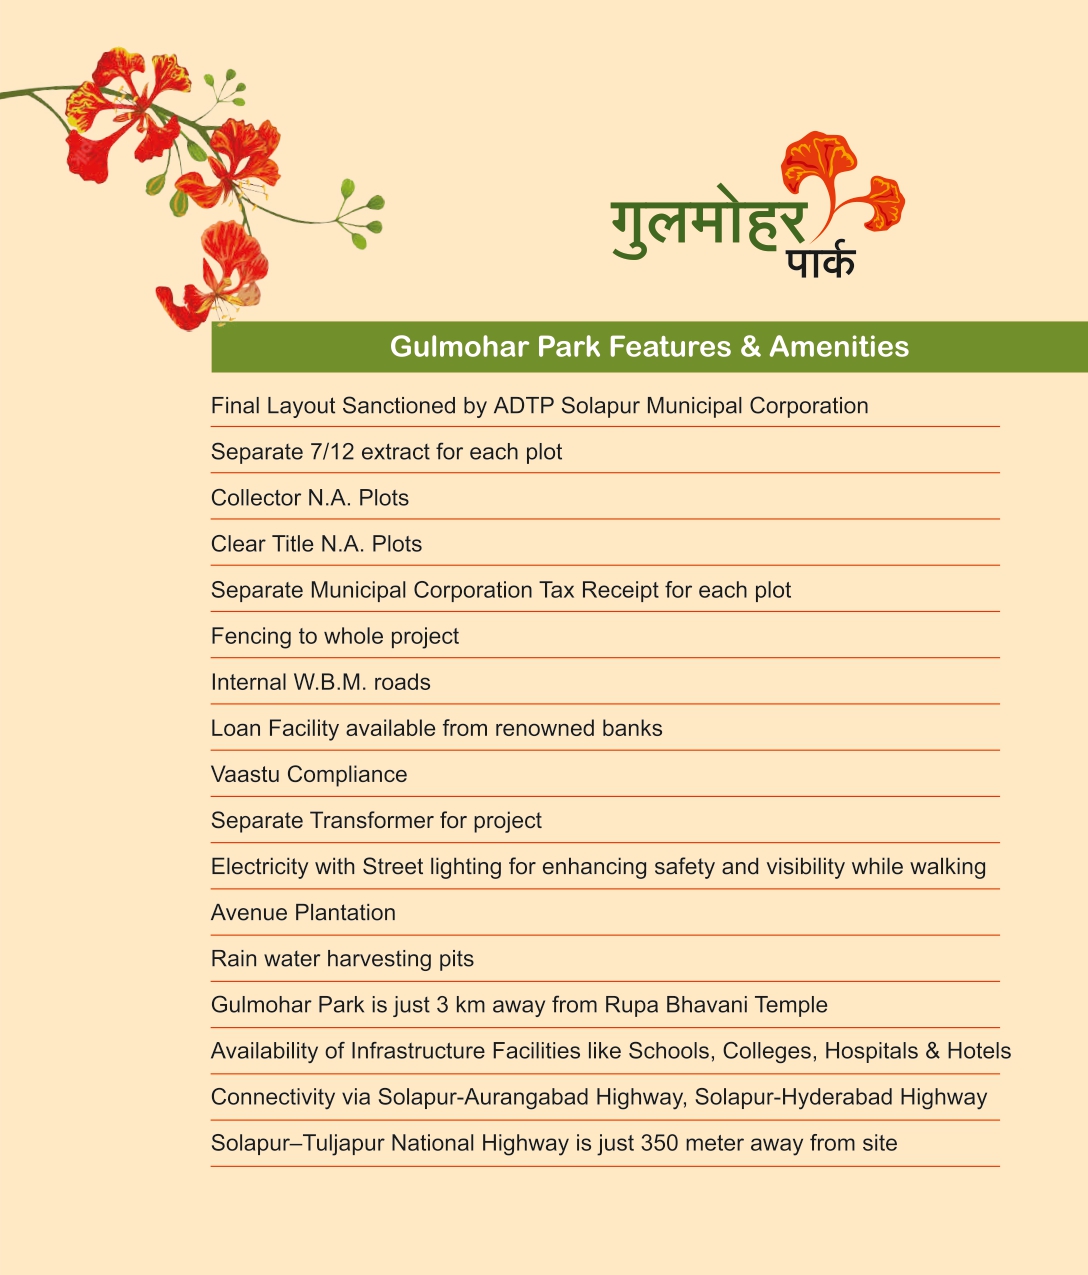 गुलमोहर
पार्क
Gulmohar Park Features & Amenities
Final Layout Sanctioned by ADTP Solapur Municipal Corporation
Separate 7/12 extract for each plot
Collector N.A. Plots
Clear Title N.A. Plots
Separate Municipal Corporation Tax Receipt for each plot
Fencing to whole project
Internal W.B.M. roads
Loan Facility available from renowned banks
Vaastu Compliance
Separate Transformer for project
Electricity with Street lighting for enhancing safety and visibility while walking
Avenue Plantation
Rain water harvesting pits
Gulmohar Park is just 3 km away from Rupa Bhavani Temple
Availability of Infrastructure Facilities like Schools, Colleges, Hospitals & Hotels
Connectivity via Solapur-Aurangabad Highway, Solapur-Hyderabad Highway
Solapur–Tuljapur National Highway is just 350 meter away from site